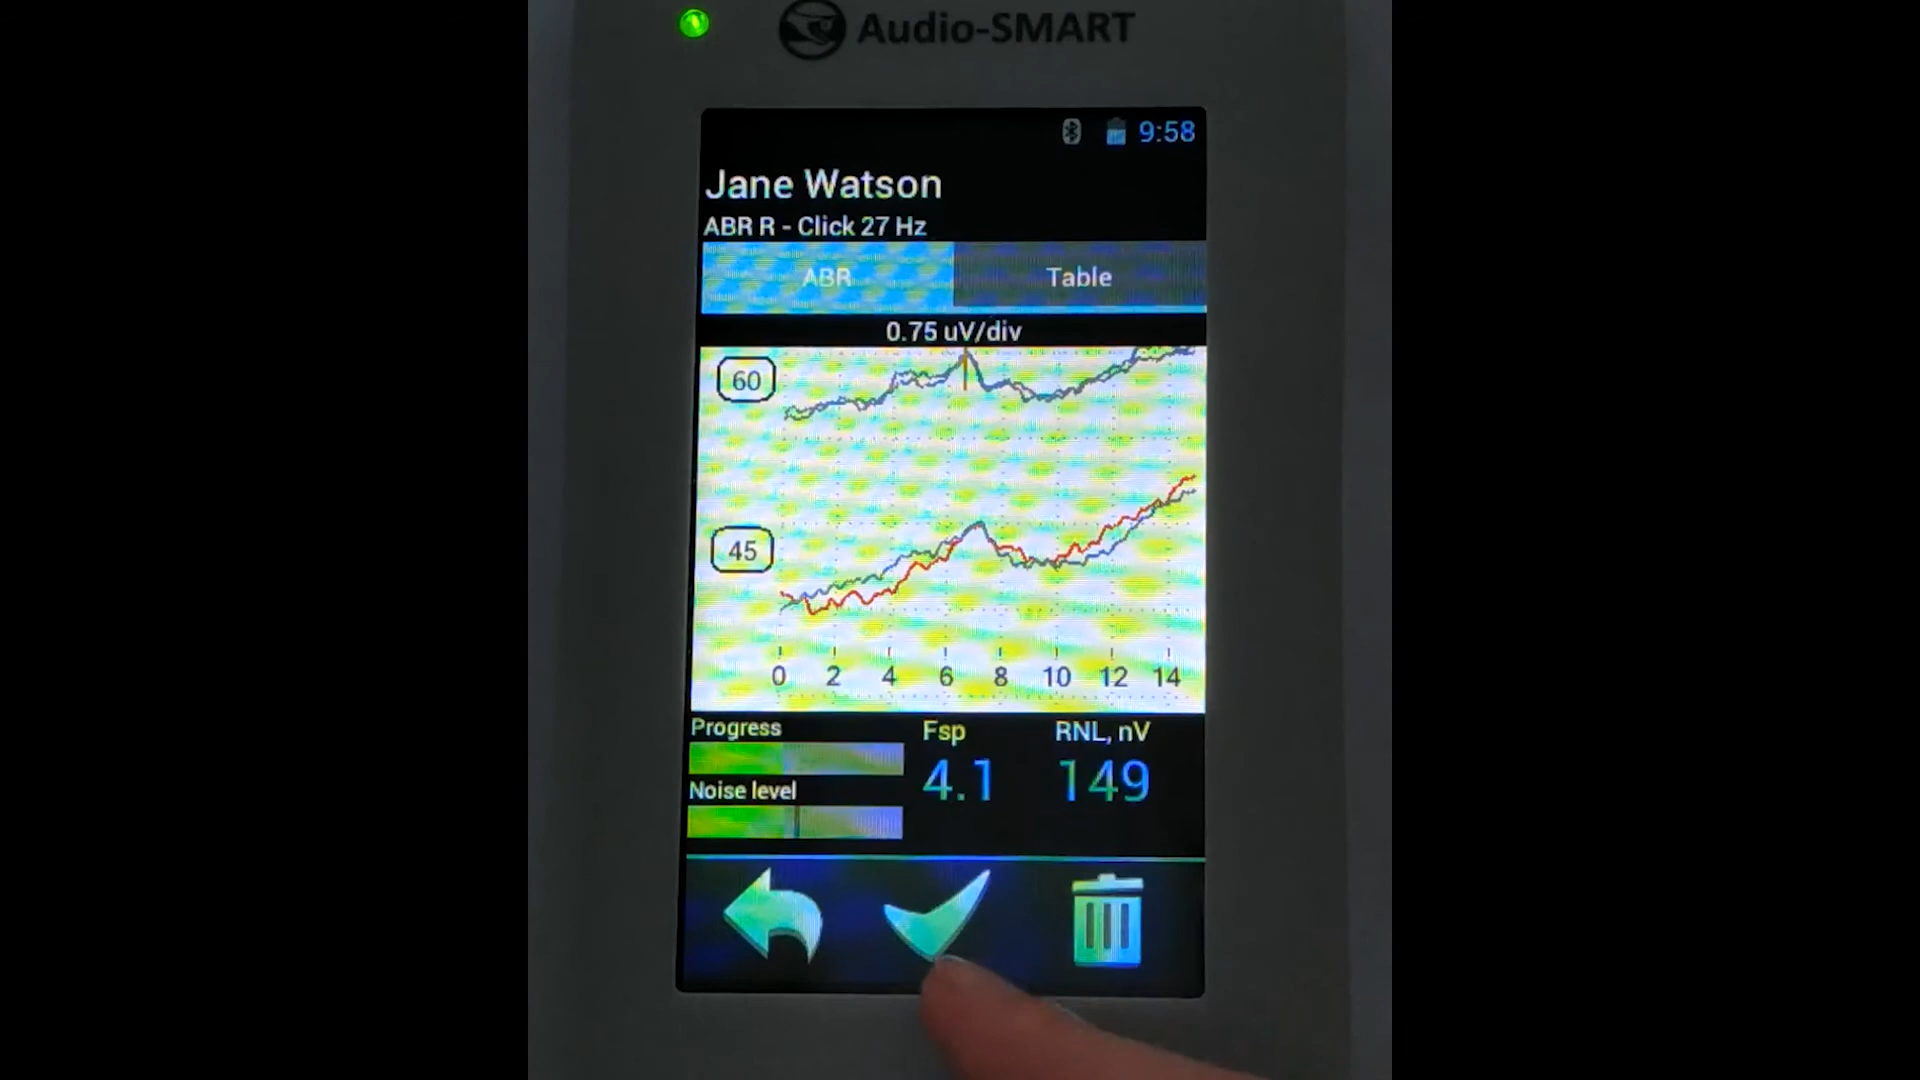 Audio-SMART
9:58
Jane Watson
ABR R - Click 27 Hz
ABR Table
0.75 uV/div
60
45
0 2 4 6 8 10 12 14
Progress Fsp RNL, nV
4.1 149
Noise level